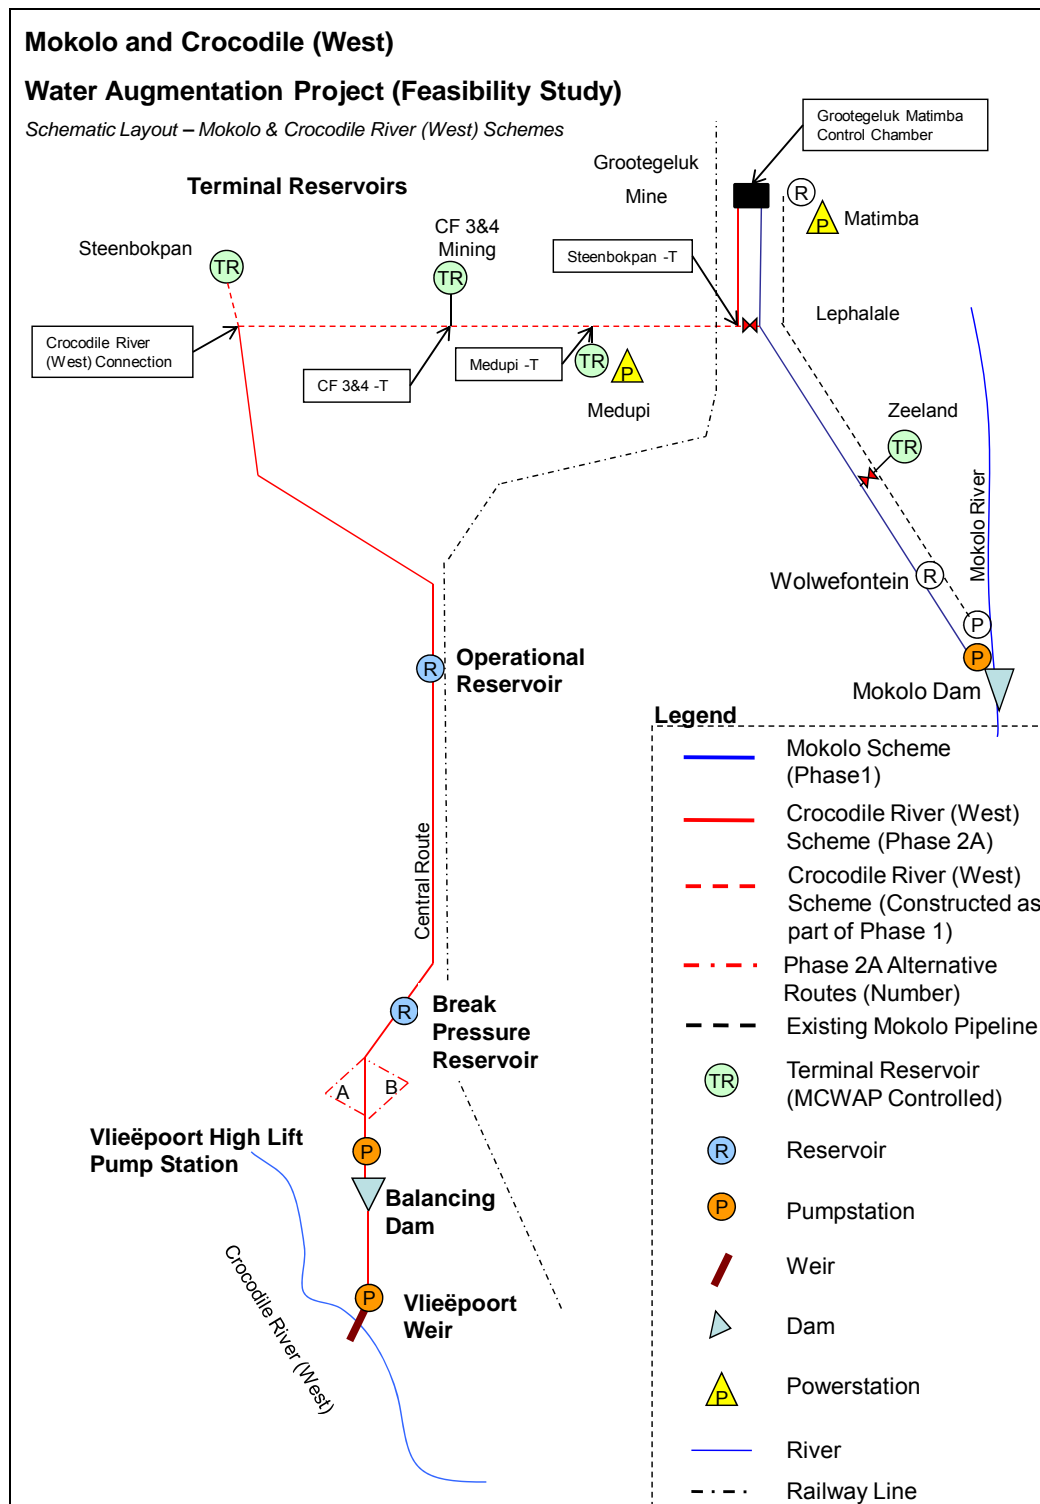 Mokolo and Crocodile (West)
Water Augmentation Project (Feasibility Study)
Schematic Layout – Mokolo & Crocodile River (West) Schemes
Grootegeluk Matimba
Control Chamber
Grootegeluk
Mine
R
P
Matimba
Terminal Reservoirs
CF 3&4
Mining
TR
Steenbokpan
TR
Steenbokpan -T
Lephalale
Crocodile River
(West) Connection
CF 3&4 -T
Medupi -T
TR
P
Medupi
Zeeland
TR
Mokolo River
Wolwefontein
R
P
P
Mokolo Dam
R
Operational
Reservoir
Central Route
R
Break
Pressure
Reservoir
A
B
Vlieëpoort High Lift
Pump Station
P
Balancing
Dam
Crocodile River (West)
P
Vlieëpoort
Weir
Legend
Mokolo Scheme
(Phase1)
Crocodile River (West)
Scheme (Phase 2A)
Crocodile River (West)
Scheme (Constructed as
part of Phase 1)
Phase 2A Alternative
Routes (Number)
Existing Mokolo Pipeline
TR
Terminal Reservoir
(MCWAP Controlled)
R
Reservoir
P
Pumpstation
Weir
Dam
P
Powerstation
River
Railway Line